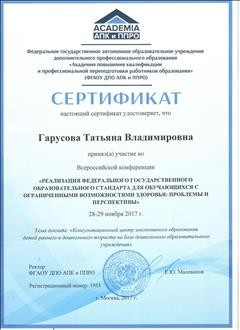 ACADEMIA
АПК и ППРО
Федеральное государственное автономное образовательное учреждение
дополнительного профессионального образования
«Академия повышения квалификации
и профессиональной переподготовки работников образования»
(ФГАОУ ДПО АПК и ППРО)
СЕРТИФИКАТ
настоящий сертификат удостоверяет, что
Гарусова Татьяна Владимировна
принял(а) участие во
Всероссийской конференции
«РЕАЛИЗАЦИЯ ФЕДЕРАЛЬНОГО ГОСУДАРСТВЕННОГО
ОБРАЗОВАТЕЛЬНОГО СТАНДАРТА ДЛЯ ОБУЧАЮЩИХСЯ С
ОГРАНИЧЕННЫМИ ВОЗМОЖНОСТЯМИ ЗДОРОВЬЯ: ПРОБЛЕМЫ И
ПЕРСПЕКТИВЫ»
28-29 ноября 2017 г.
Тема доклада: «Консультационный центр инклюзивного образования
детей раннего и дошкольного возраста на базе дошкольного образовательного
учреждения»
Ректор
ФГАОУ ДПО АПК и ППРО
Е.Ю. Малеванов
Регистрационный номер: 1953
г. Москва, 2017 г.